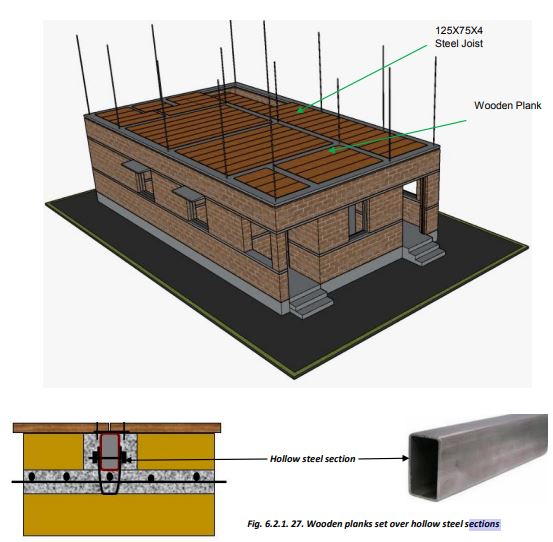 125X75X4
Steel Joist
Wooden Plank
Hollow steel section
Fig. 6.2.1. 27. Wooden planks set over hollow steel sections